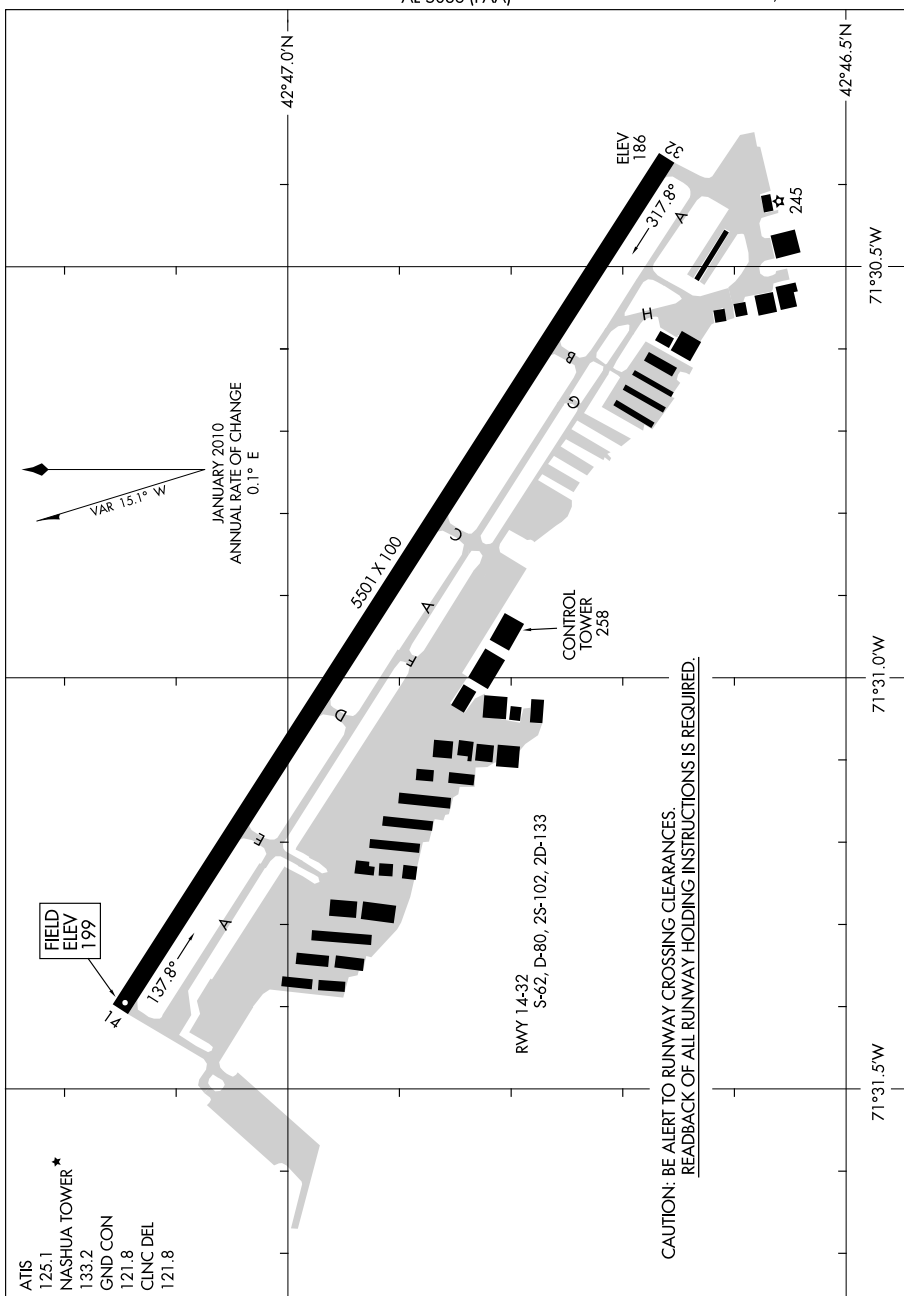 AL-5080 (FAA)
ATIS
125.1
NASHUA TOWER ★
133.2
GND CON
121.8
CLNC DEL
121.8
FIELD
ELEV
199
14
137.8°
A
E
D
F
A
C
5501 X 100
VAR 15.1° W
JANUARY 2010
ANNUAL RATE OF CHANGE
0.1° E
G
B
H
A
317.8°
32
ELEV
186
245
CONTROL
TOWER
258
RWY 14-32
S-62, D-80, 2S-102, 2D-133
CAUTION: BE ALERT TO RUNWAY CROSSING CLEARANCES.
READBACK OF ALL RUNWAY HOLDING INSTRUCTIONS IS REQUIRED.
42°47.0'N
42°46.5'N
71°31.5'W
71°31.0'W
71°30.5'W